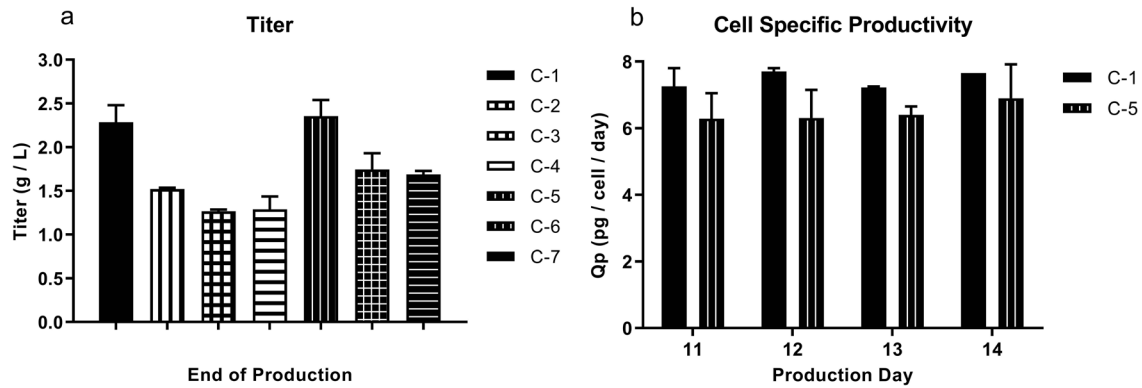 a
Titer
Titer (g / L)
3.0
2.5
2.0
1.5
1.0
0.5
0.0
End of Production
C-1
C-2
C-3
C-4
C-5
C-6
C-7
b
Cell Specific Productivity
Qp (pg / cell / day)
8
6
4
2
0
11 12 13 14
Production Day
C-1
C-5